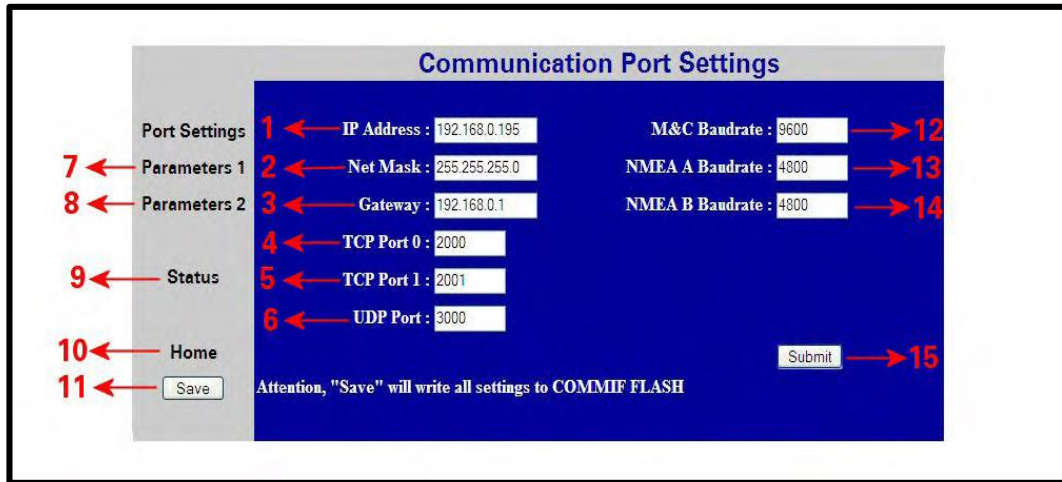 Communication Port Settings
Port Settings 1 IP Address : 192.168.0.195 M&C Baudrate : 9600 12
7 Parameters 1 2 Net Mask : 255.255.255.0 NMEA A Baudrate : 4800 13
8 Parameters 2 3 Gateway : 192.168.0.1 NMEA B Baudrate : 4800 14
4 TCP Port 0 : 2000
9 Status 5 TCP Port 1 : 2001
6 UDP Port : 3000
10 Home Submit 15
11 Save Attention, "Save" will write all settings to COMMIF FLASH